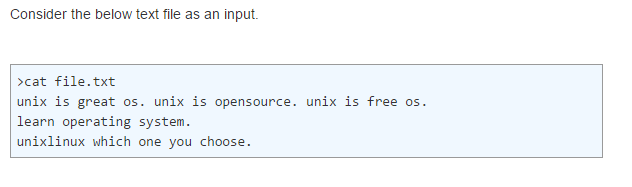 Consider the below text file as an input.
>cat file.txt
unix is great os. unix is opensource. unix is free os.
learn operating system.
unixlinux which one you choose.